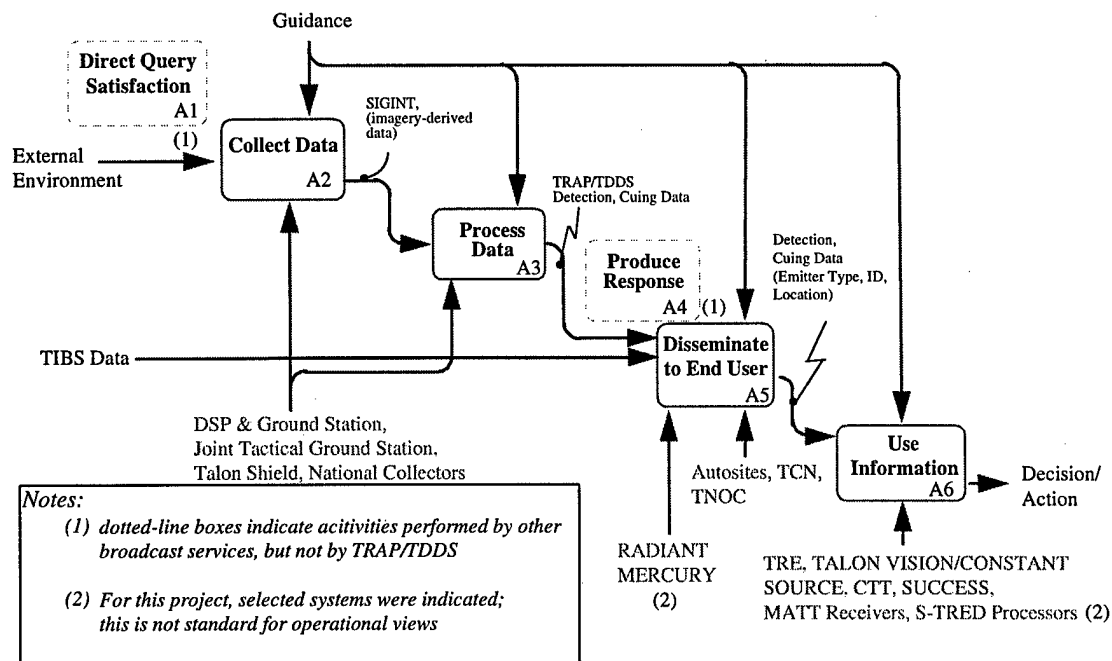 Guidance
Direct Query
Satisfaction
A1
(1)
External
Environment
Collect Data
A2
SIGINT,
(imagery-derived
data)
Process
Data
A3
TRAP/TDDS
Detection, Cuing Data
Produce
Response
A4
(1)
Detection,
Cuing Data
(Emitter Type, ID,
Location)
TIBS Data
Disseminate
to End User
A5
DSP & Ground Station,
Joint Tactical Ground Station,
Talon Shield, National Collectors
Autosites, TCN,
TNOC
Use
Information
A6
Decision/
Action
RADIANT
MERCURY
(2)
TRE, TALON VISION/CONSTANT
SOURCE, CTT, SUCCESS,
MATT Receivers, S-TRED Processors (2)
Notes:
(1) dotted-line boxes indicate acitivities performed by other
broadcast services, but not by TRAP/TDDS
(2) For this project, selected systems were indicated;
this is not standard for operational views